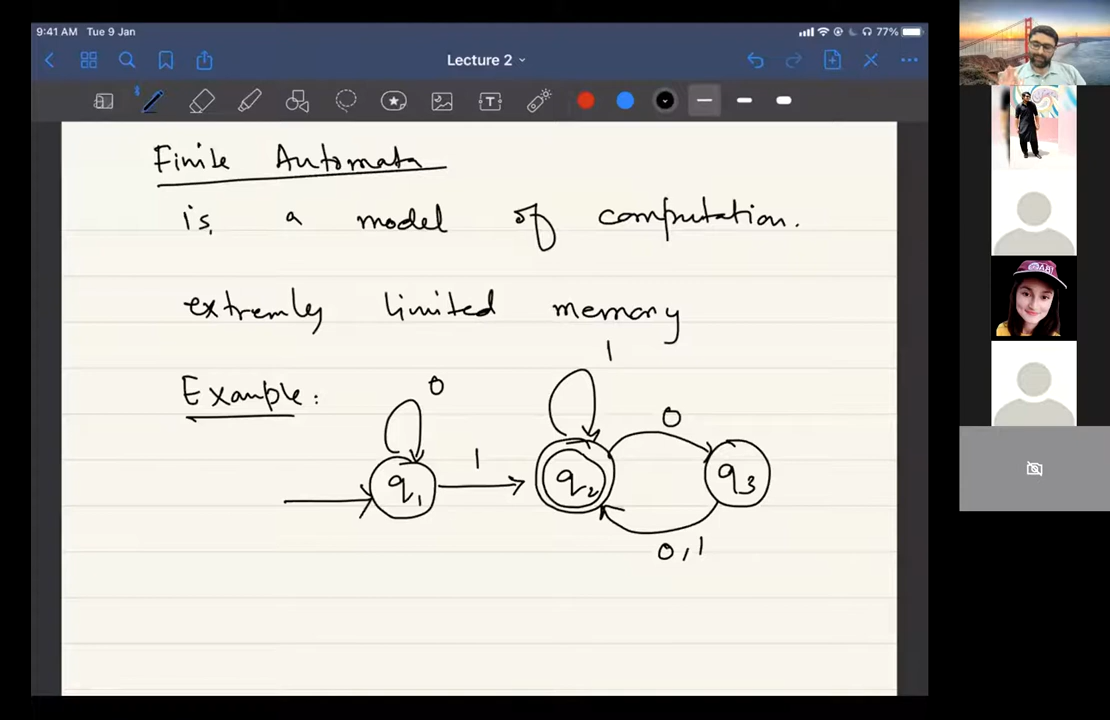 9:41 AM Tue 9 Jan 77%
Lecture 2
Finite Automata
is a model of computation.
extremly limited memory
1
Example: 0
0
1
q1 q2 q3
0,1